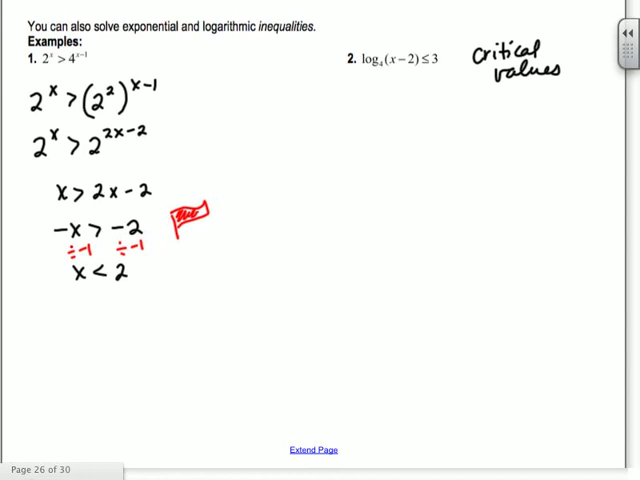 You can also solve exponential and logarithmic inequalities.
Examples:
1. 2^x > 4^{x−1}
2^x > (2^2)^{x−1}
2^x > 2^{2x−2}
x > 2x − 2
−x > −2
÷−1 ÷−1
x < 2
2. log₄(x − 2) ≤ 3
critical
values
Extend Page
Page 26 of 30